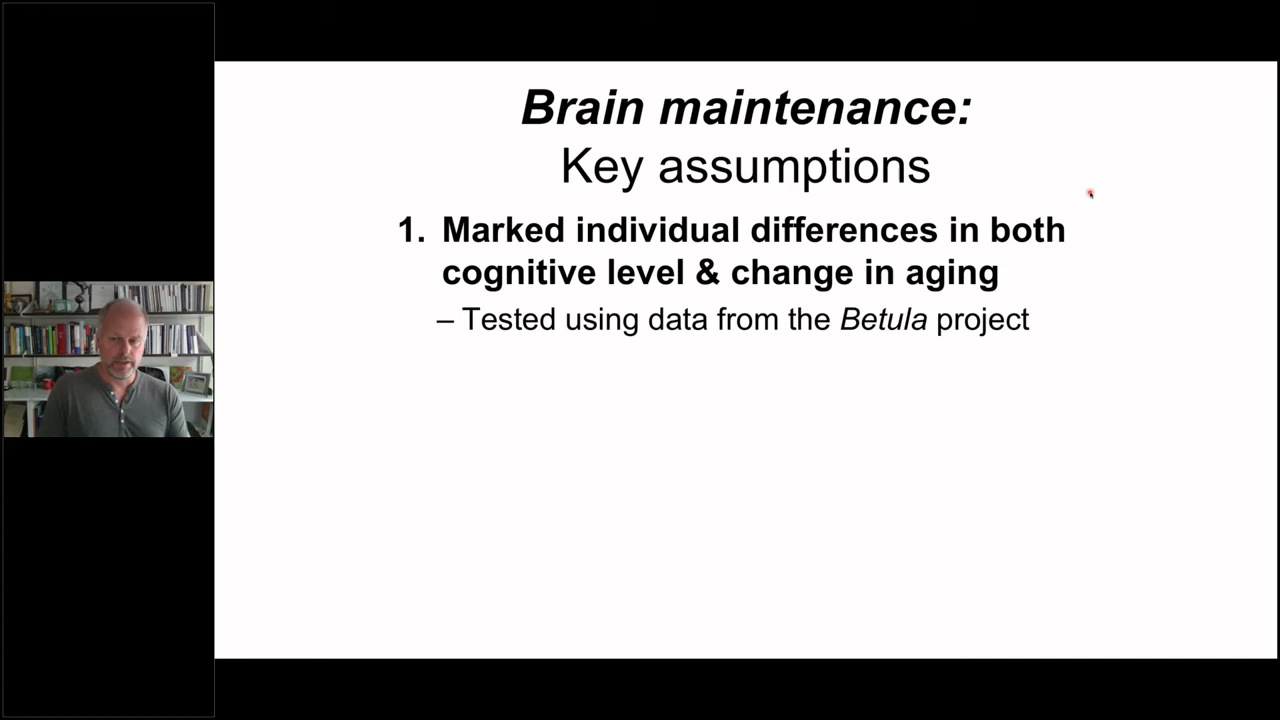 Brain maintenance:
Key assumptions
1. Marked individual differences in both
cognitive level & change in aging
– Tested using data from the Betula project